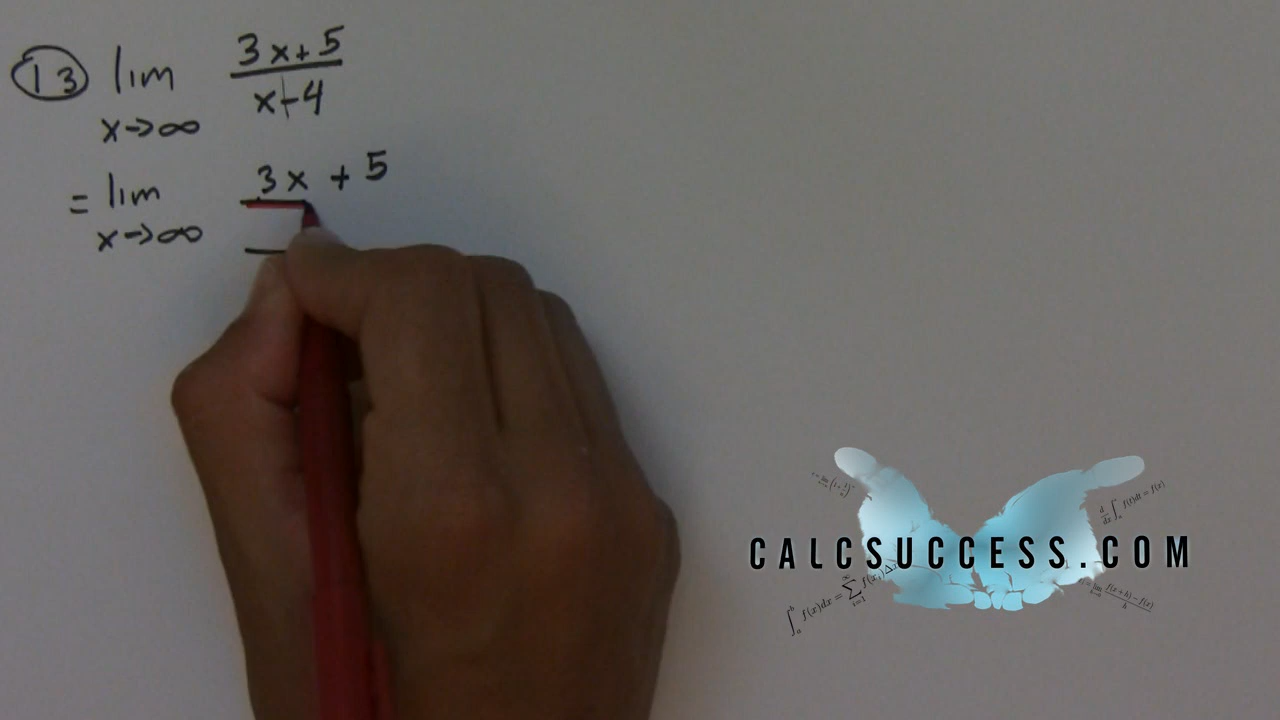 13 lim 3x+5
x-4
x→∞
= lim 3x + 5
x→∞
CALCSUCCESS.COM